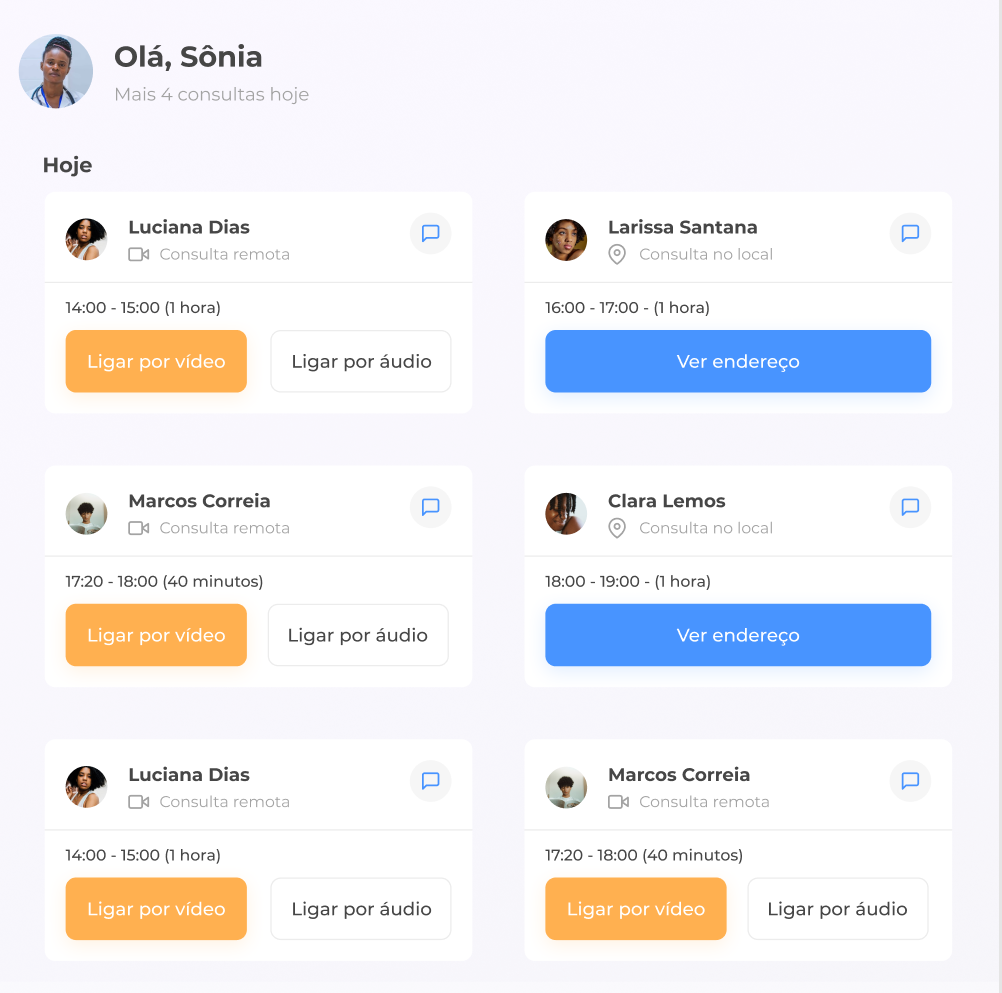 Olá, Sônia
Mais 4 consultas hoje
Hoje
Luciana Dias
Consulta remota
14:00 - 15:00 (1 hora)
Ligar por vídeo
Ligar por áudio
Larissa Santana
Consulta no local
16:00 - 17:00 - (1 hora)
Ver endereço
Marcos Correia
Consulta remota
17:20 - 18:00 (40 minutos)
Ligar por vídeo
Ligar por áudio
Clara Lemos
Consulta no local
18:00 - 19:00 - (1 hora)
Ver endereço
Luciana Dias
Consulta remota
14:00 - 15:00 (1 hora)
Ligar por vídeo
Ligar por áudio
Marcos Correia
Consulta remota
17:20 - 18:00 (40 minutos)
Ligar por vídeo
Ligar por áudio